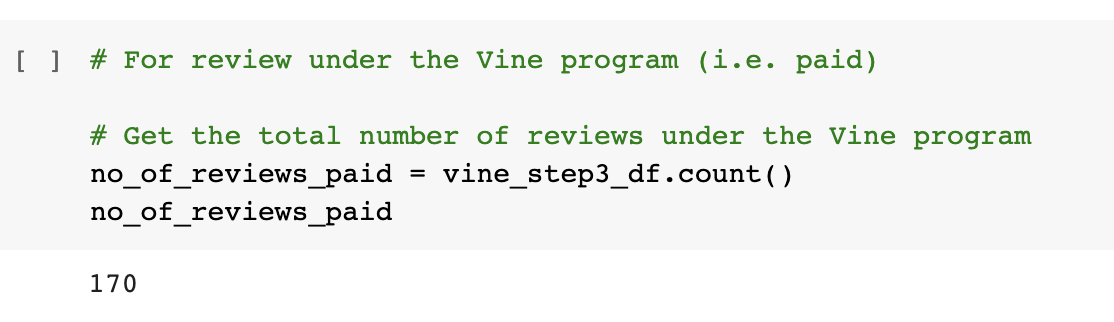 [ ] # For review under the Vine program (i.e. paid)
# Get the total number of reviews under the Vine program
no_of_reviews_paid = vine_step3_df.count()
no_of_reviews_paid
170